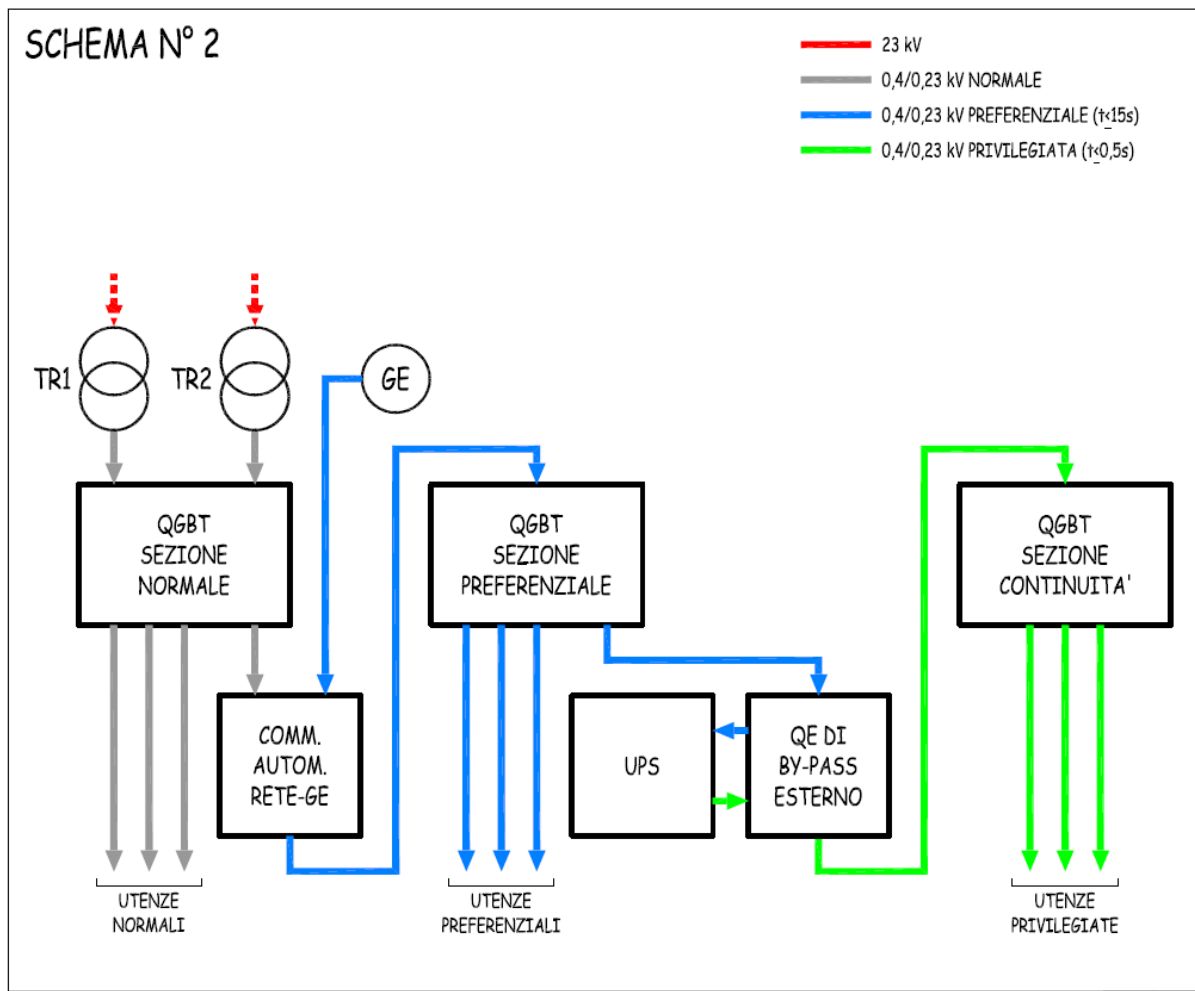 SCHEMA N° 2
23 kV
0,4/0,23 kV NORMALE
0,4/0,23 kV PREFERENZIALE (t≤15s)
0,4/0,23 kV PRIVILEGIATA (t≤0,5s)
TR1
TR2
GE
QGBT
SEZIONE
NORMALE
QGBT
SEZIONE
PREFERENZIALE
QGBT
SEZIONE
CONTINUITA'
COMM.
AUTOM.
RETE-GE
UPS
QE DI
BY-PASS
ESTERNO
UTENZE
NORMALI
UTENZE
PREFERENZIALI
UTENZE
PRIVILEGIATE